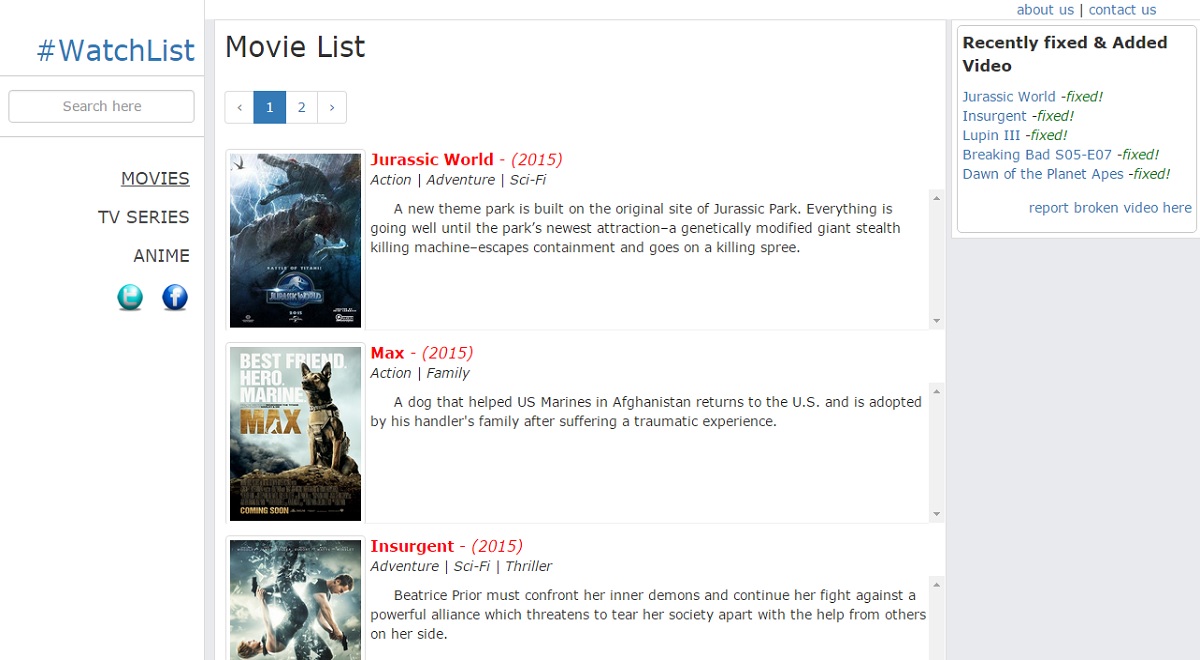 about us | contact us
#WatchList
Search here
MOVIES
TV SERIES
ANIME
Movie List
‹ 1 2 ›
BATTLE OF TITANS
JURASSIC WORLD
2015
Jurassic World - (2015)
Action | Adventure | Sci-Fi
A new theme park is built on the original site of Jurassic Park. Everything is
going well until the park’s newest attraction–a genetically modified giant stealth
killing machine–escapes containment and goes on a killing spree.
BEST FRIEND.
HERO.
MARINE
MAX
COMING SOON
Max - (2015)
Action | Family
A dog that helped US Marines in Afghanistan returns to the U.S. and is adopted
by his handler's family after suffering a traumatic experience.
Insurgent - (2015)
Adventure | Sci-Fi | Thriller
Beatrice Prior must confront her inner demons and continue her fight against a
powerful alliance which threatens to tear her society apart with the help from others
on her side.
Recently fixed & Added
Video
Jurassic World -fixed!
Insurgent -fixed!
Lupin III -fixed!
Breaking Bad S05-E07 -fixed!
Dawn of the Planet Apes -fixed!
report broken video here